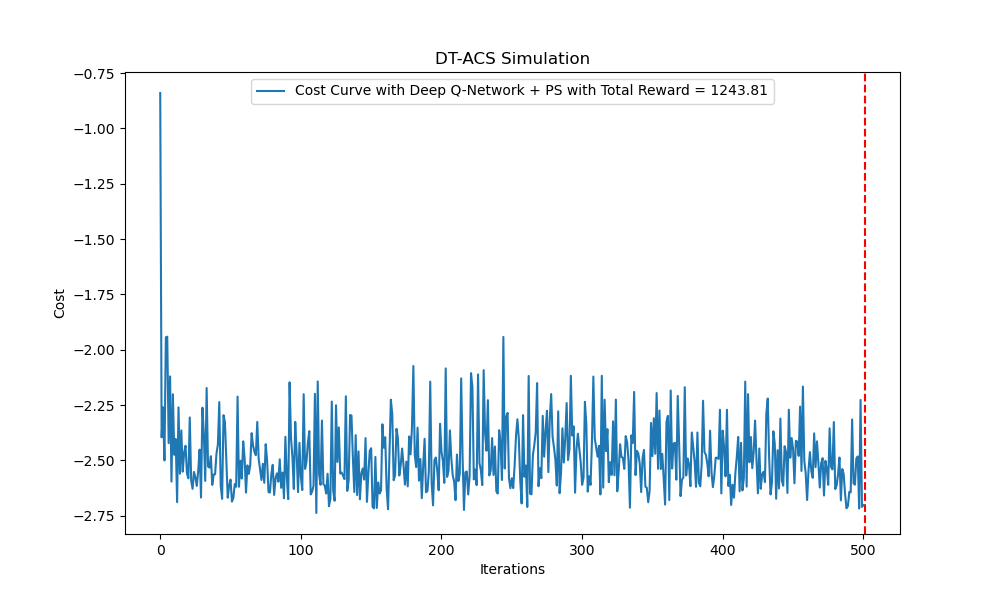 DT-ACS Simulation
Cost Curve with Deep Q-Network + PS with Total Reward = 1243.81
−0.75
−1.00
−1.25
−1.50
−1.75
−2.00
−2.25
−2.50
−2.75
Cost
0 100 200 300 400 500
Iterations